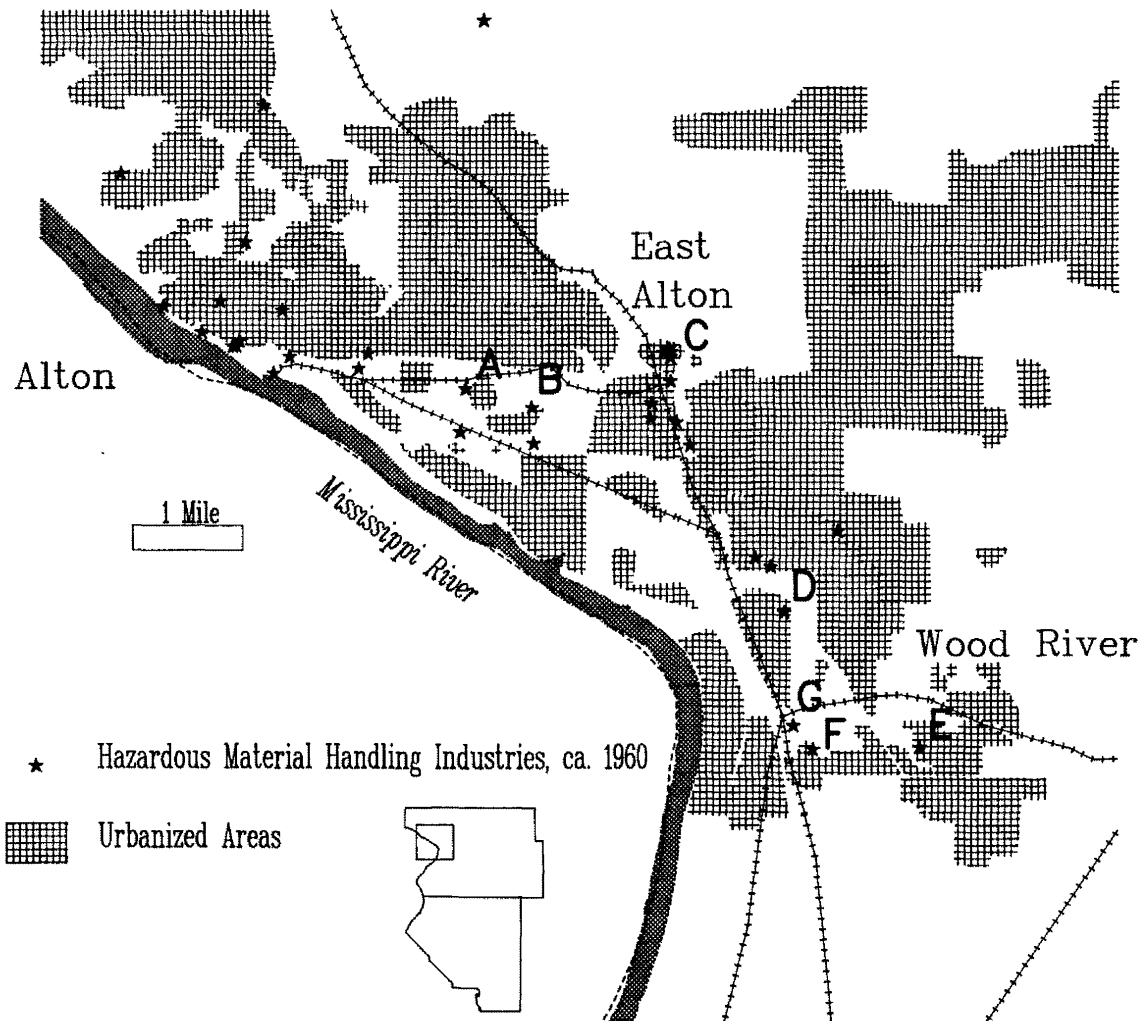 East
Alton
C
Alton
A
B
1 Mile
Mississippi River
D
Wood River
G
F
E
Hazardous Material Handling Industries, ca. 1960
Urbanized Areas